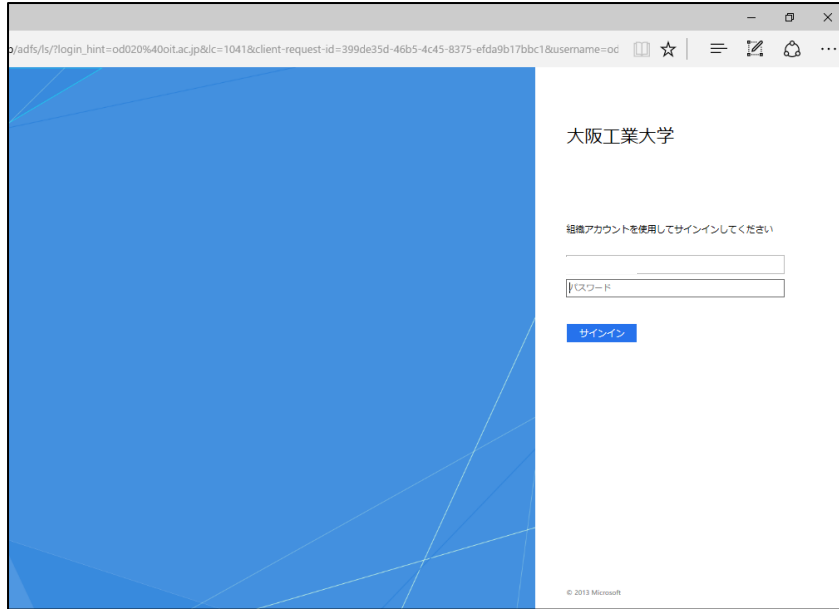 /adfs/ls/?login_hint=od020%40oit.ac.jp&lc=1041&client-request-id=399de35d-46b5-4c45-8375-efda9b17bbc1&username=od
大阪工業大学
組織アカウントを使用してサインインしてください
パスワード
サインイン
© 2013 Microsoft